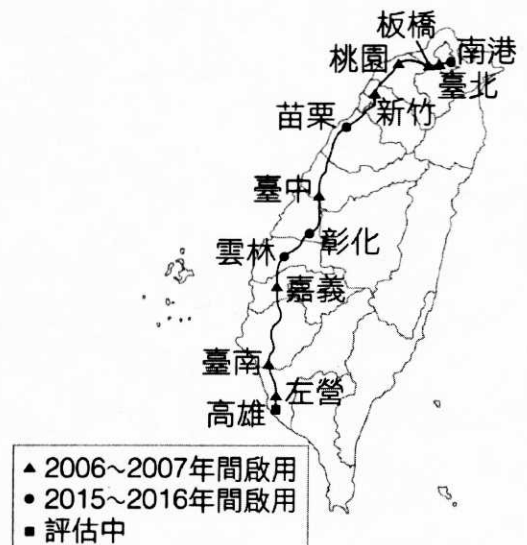 板橋
南港
桃園
臺北
新竹
苗栗
臺中
彰化
雲林
嘉義
臺南
左營
高雄
▲ 2006～2007年間啟用
● 2015～2016年間啟用
■ 評估中